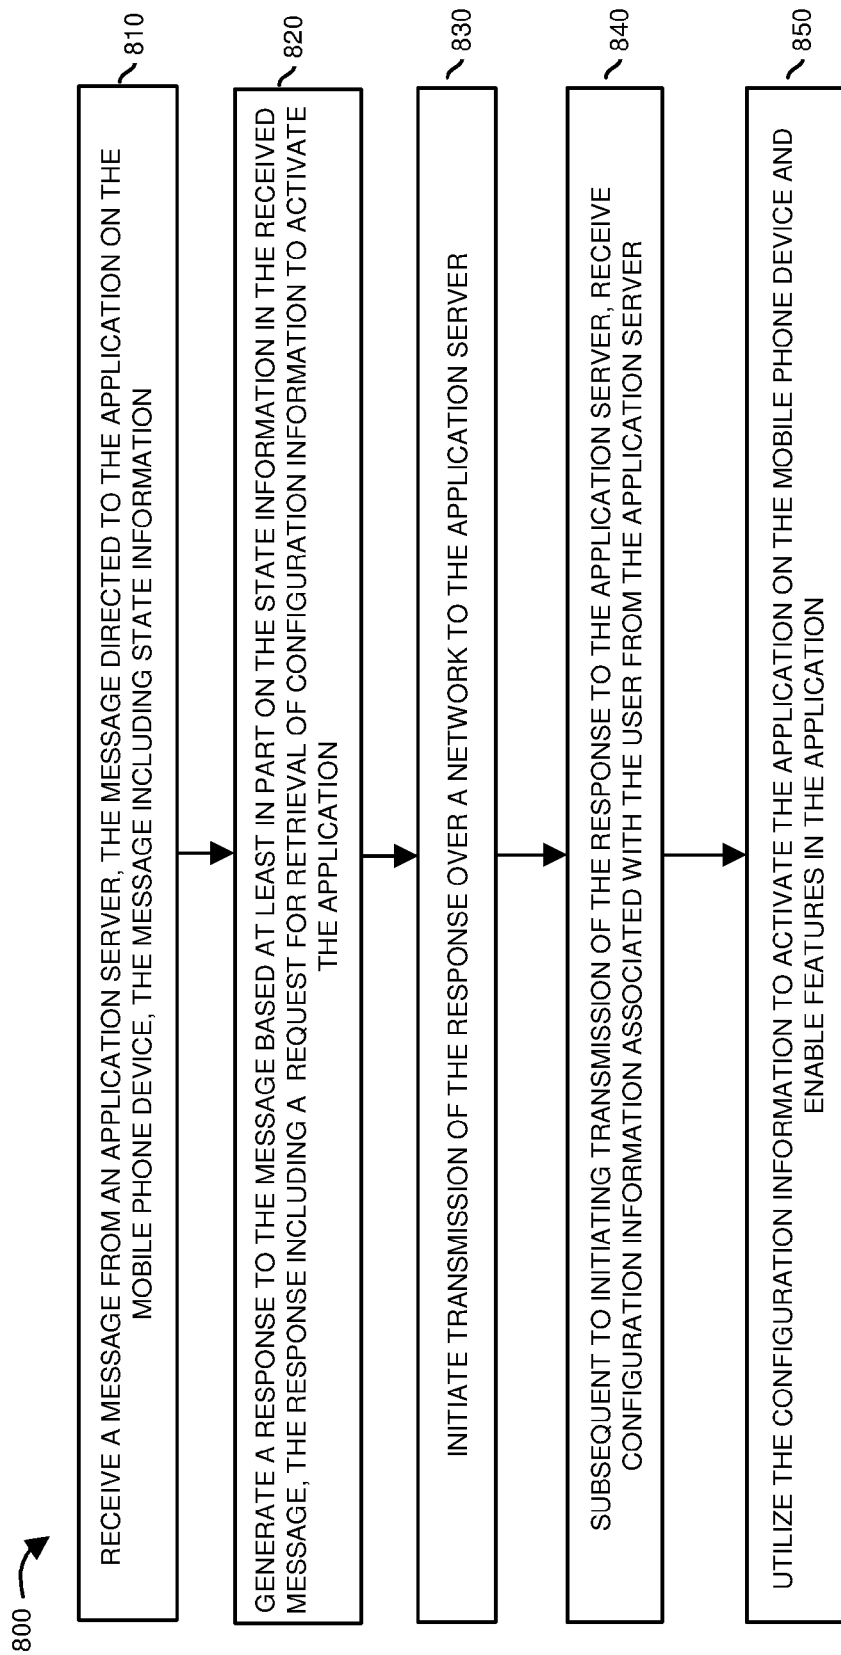 800
RECEIVE A MESSAGE FROM AN APPLICATION SERVER, THE MESSAGE DIRECTED TO THE APPLICATION ON THE
MOBILE PHONE DEVICE, THE MESSAGE INCLUDING STATE INFORMATION
810
GENERATE A RESPONSE TO THE MESSAGE BASED AT LEAST IN PART ON THE STATE INFORMATION IN THE RECEIVED
MESSAGE, THE RESPONSE INCLUDING A REQUEST FOR RETRIEVAL OF CONFIGURATION INFORMATION TO ACTIVATE
THE APPLICATION
820
INITIATE TRANSMISSION OF THE RESPONSE OVER A NETWORK TO THE APPLICATION SERVER
830
SUBSEQUENT TO INITIATING TRANSMISSION OF THE RESPONSE TO THE APPLICATION SERVER, RECEIVE
CONFIGURATION INFORMATION ASSOCIATED WITH THE USER FROM THE APPLICATION SERVER
840
UTILIZE THE CONFIGURATION INFORMATION TO ACTIVATE THE APPLICATION ON THE MOBILE PHONE DEVICE AND
ENABLE FEATURES IN THE APPLICATION
850